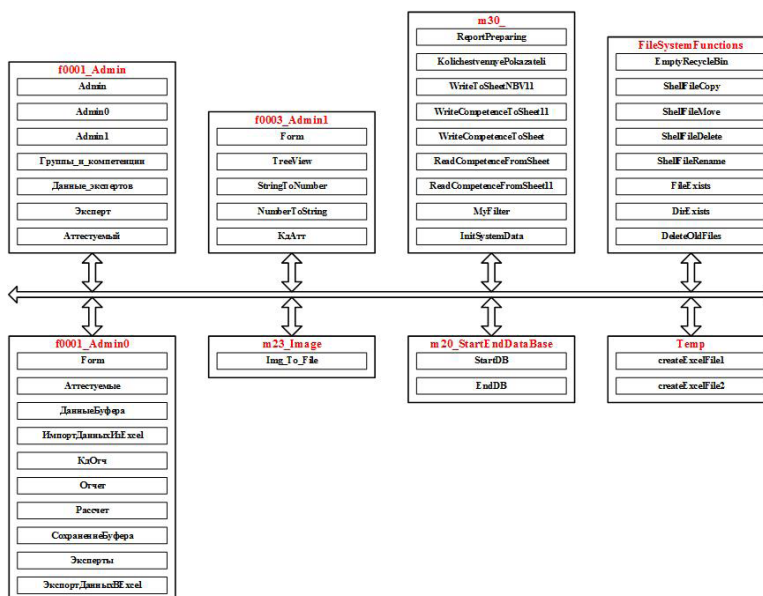 f0001_Admin
Admin
Admin0
Admin1
Группы_и_компетенции
Данные_экспертов
Эксперт
Аттестуемый
f0003_Admin1
Form
TreeView
StringToNumber
NumberToString
КдАтт
m30_
ReportPreparing
KolichestvennyePokazateli
WriteToSheetNBV11
WriteCompetenceToSheet11
WriteCompetenceToSheet
ReadCompetenceFromSheet
ReadCompetenceFromSheet11
MyFilter
InitSystemData
FileSystemFunctions
EmptyRecycleBin
ShellFileCopy
ShellFileMove
ShellFileDelete
ShellFileRename
FileExists
DirExists
DeleteOldFiles
f0001_Admin0
Form
Аттестуемые
ДанныеБуфера
ИмпортДанныхИзExcel
КдОтч
Отчет
Рассчет
СохранениеБуфера
Эксперты
ЭкспортДанныхВExcel
m23_Image
Img_To_File
m20_StartEndDataBase
StartDB
EndDB
Temp
createExcelFile1
createExcelFile2